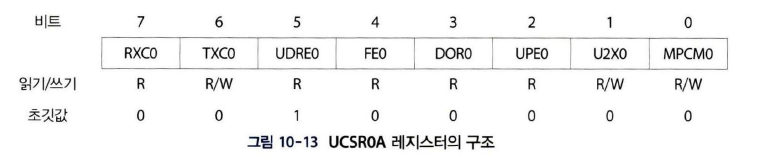 비트 7 6 5 4 3 2 1 0
RXC0 TXC0 UDRE0 FE0 DOR0 UPE0 U2X0 MPCM0
읽기/쓰기 R R/W R R R R R/W R/W
초깃값 0 0 1 0 0 0 0 0
그림 10-13 UCSR0A 레지스터의 구조